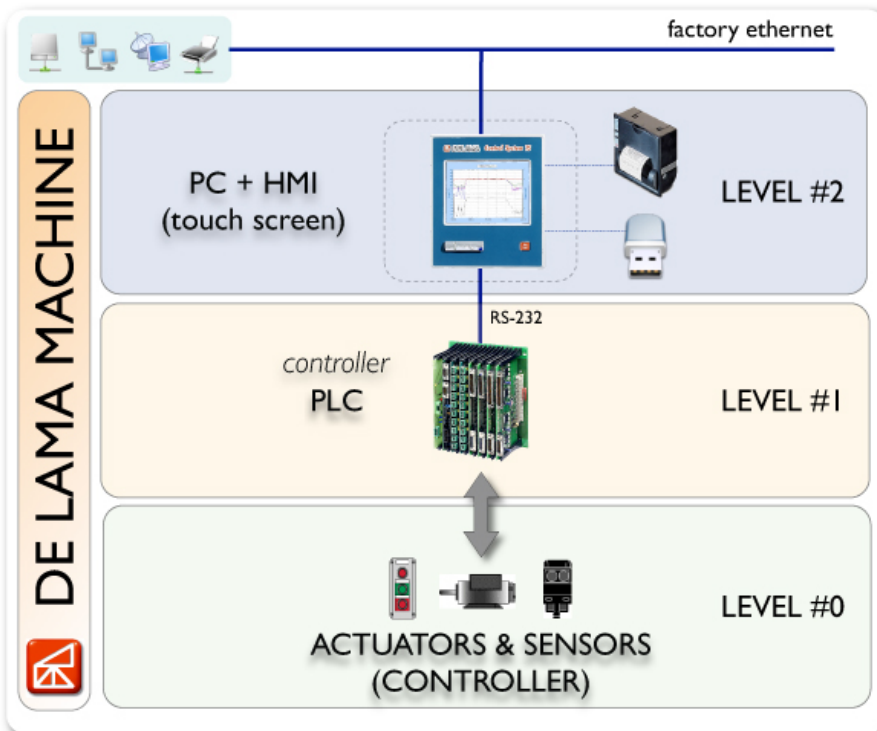 factory ethernet
DE LAMA MACHINE
PC + HMI
(touch screen)
LEVEL #2
RS-232
controller
PLC
LEVEL #1
LEVEL #0
ACTUATORS & SENSORS
(CONTROLLER)